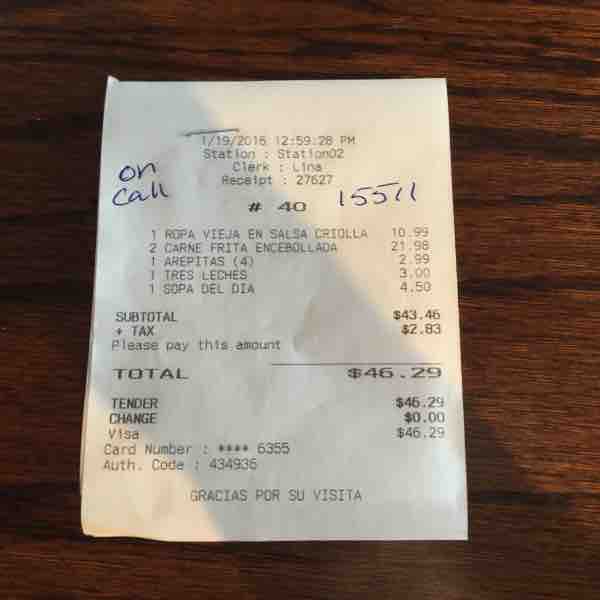 1/19/2016 12:59:28 PM
Station : Station02
Clerk : Lina
Receipt : 27627
on call
15511
# 40
1 ROPA VIEJA EN SALSA CRIOLLA 10.99
2 CARNE FRITA ENCEBOLLADA 21.98
1 AREPITAS (4) 2.99
1 TRES LECHES 3.00
1 SOPA DEL DIA 4.50
SUBTOTAL $43.46
+ TAX $2.83
Please pay this amount
TOTAL $46.29
TENDER $46.29
CHANGE $0.00
Visa $46.29
Card Number : **** 6355
Auth. Code : 434936
GRACIAS POR SU VISITA